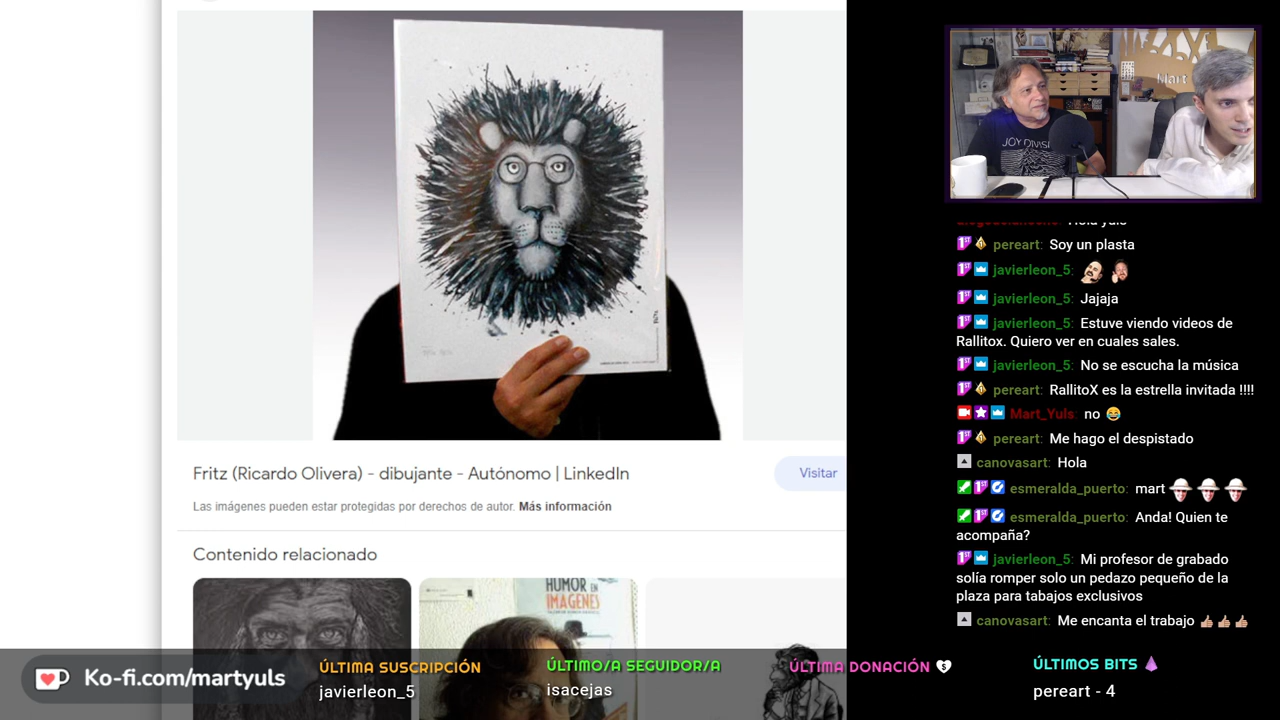 Fritz (Ricardo Olivera) - dibujante - Autónomo | LinkedIn
Visitar
Las imágenes pueden estar protegidas por derechos de autor. Más información
Contenido relacionado
HUMOR EN
IMAGENES
Ko-fi.com/martyuls
ÚLTIMA SUSCRIPCIÓN
javierleon_5
ÚLTIMO/A SEGUIDOR/A
isacejas
ÚLTIMA DONACIÓN
ÚLTIMOS BITS
pereart - 4
Mart
JOY DIVISI
pereart: Soy un plasta
javierleon_5:
javierleon_5: Jajaja
javierleon_5: Estuve viendo videos de
Rallitox. Quiero ver en cuales sales.
javierleon_5: No se escucha la música
pereart: RallitoX es la estrella invitada !!!!
Mart_Yuls: no 😂
pereart: Me hago el despistado
canovasart: Hola
esmeralda_puerto: mart
esmeralda_puerto: Anda! Quien te
acompaña?
javierleon_5: Mi profesor de grabado
solía romper solo un pedazo pequeño de la
plaza para tabajos exclusivos
canovasart: Me encanta el trabajo 👍🏼👍🏼👍🏼